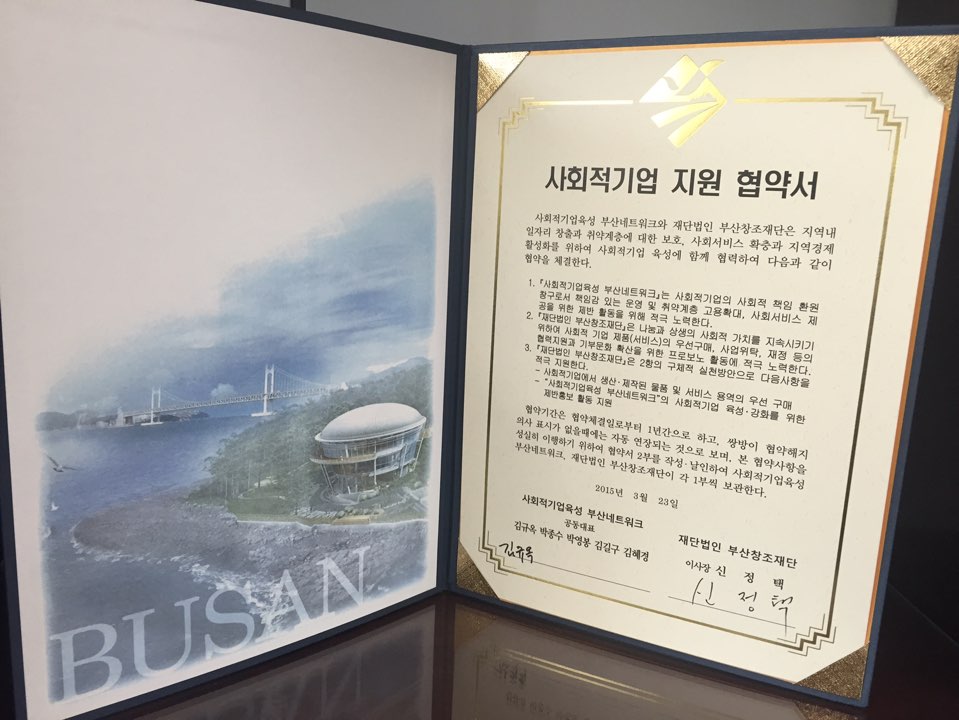 BUSAN
사회적기업 지원 협약서
사회적기업육성 부산네트워크와 재단법인 부산창조재단은 지역내
일자리 창출과 취약계층에 대한 보호, 사회서비스 확충과 지역경제
활성화를 위하여 사회적기업 육성에 함께 협력하여 다음과 같이
협약을 체결한다.
1. 『사회적기업육성 부산네트워크』는 사회적기업의 사회적 책임 환원
창구로서 책임감 있는 운영 및 취약계층 고용확대, 사회서비스 제
공을 위한 제반 활동을 위해 적극 노력한다.
2. 『재단법인 부산창조재단』은 나눔과 상생의 사회적 가치를 지속시키기
위하여 사회적 기업 제품(서비스)의 우선구매, 사업위탁, 재정 등의
협력지원과 기부문화 확산을 위한 프로보노 활동에 적극 노력한다.
3. 『재단법인 부산창조재단』은 2항의 구체적 실천방안으로 다음사항을
적극 지원한다.
- 사회적기업에서 생산·제작된 물품 및 서비스 용역의 우선 구매
- "사회적기업육성 부산네트워크"의 사회적기업 육성·강화를 위한
제반홍보 활동 지원
협약기간은 협약체결일로부터 1년간으로 하고, 쌍방이 협약해지
의사 표시가 없을때에는 자동 연장되는 것으로 보며, 본 협약사항을
성실히 이행하기 위하여 협약서 2부를 작성·날인하여 사회적기업육성
부산네트워크, 재단법인 부산창조재단이 각 1부씩 보관한다.
2015년 3월 23일
사회적기업육성 부산네트워크
공동대표
김규옥 박종수 박영봉 김길구 김혜경
김규옥
재단법인 부산창조재단
이사장 신 정 택
신 정 택